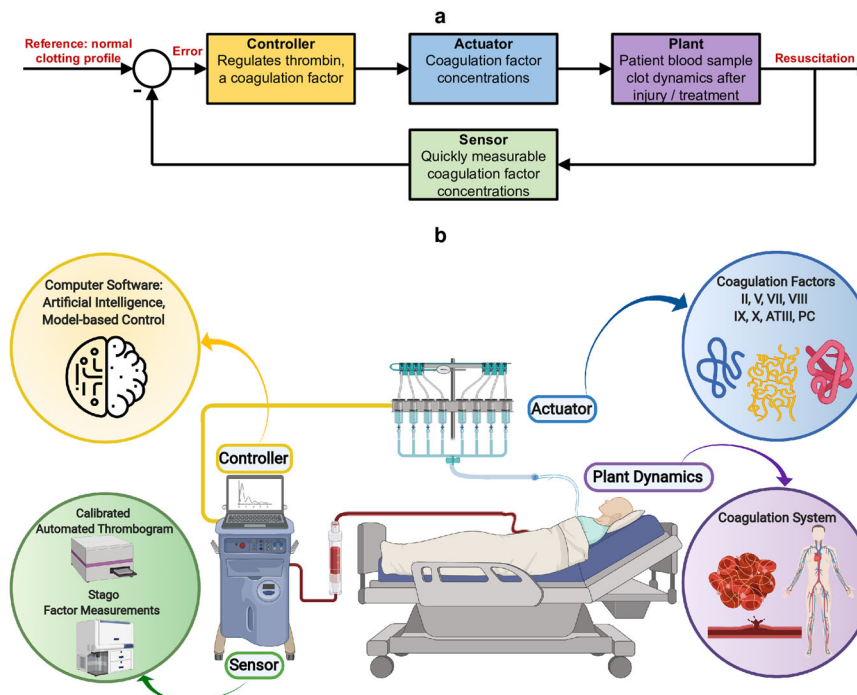 a
Reference: normal
clotting profile
Error
-
Controller
Regulates thrombin,
a coagulation factor
Actuator
Coagulation factor
concentrations
Plant
Patient blood sample
clot dynamics after
injury / treatment
Resuscitation
Sensor
Quickly measurable
coagulation factor
concentrations
b
Computer Software:
Artificial Intelligence,
Model-based Control
Coagulation Factors
II, V, VII, VIII
IX, X, ATIII, PC
Actuator
Controller
Plant Dynamics
Calibrated
Automated Thrombogram
Stago
Factor Measurements
Coagulation System
Sensor